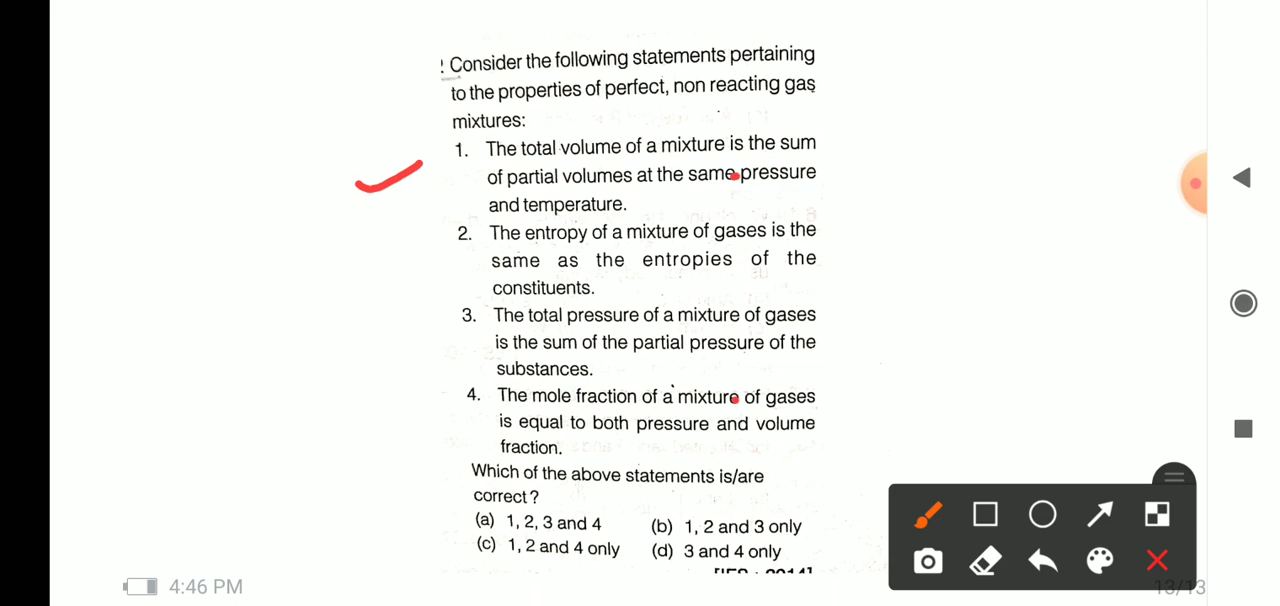 Consider the following statements pertaining
to the properties of perfect, non reacting gas
mixtures:
1. The total volume of a mixture is the sum
of partial volumes at the same pressure
and temperature.
2. The entropy of a mixture of gases is the
same as the entropies of the
constituents.
3. The total pressure of a mixture of gases
is the sum of the partial pressure of the
substances.
4. The mole fraction of a mixture of gases
is equal to both pressure and volume
fraction.
Which of the above statements is/are
correct?
(a) 1, 2, 3 and 4 (b) 1, 2 and 3 only
(c) 1, 2 and 4 only (d) 3 and 4 only
4:46 PM
13/13